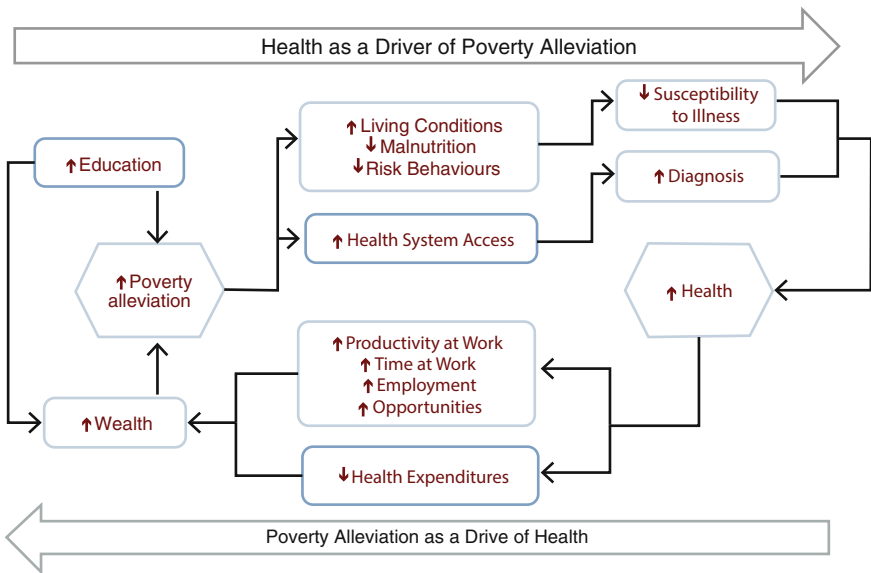 Health as a Driver of Poverty Alleviation
↑ Education
↑ Poverty
alleviation
↑ Wealth
↑ Living Conditions
↓ Malnutrition
↓ Risk Behaviours
↑ Health System Access
↓ Susceptibility
to Illness
↑ Diagnosis
↑ Health
↑ Productivity at Work
↑ Time at Work
↑ Employment
↑ Opportunities
↓ Health Expenditures
Poverty Alleviation as a Drive of Health